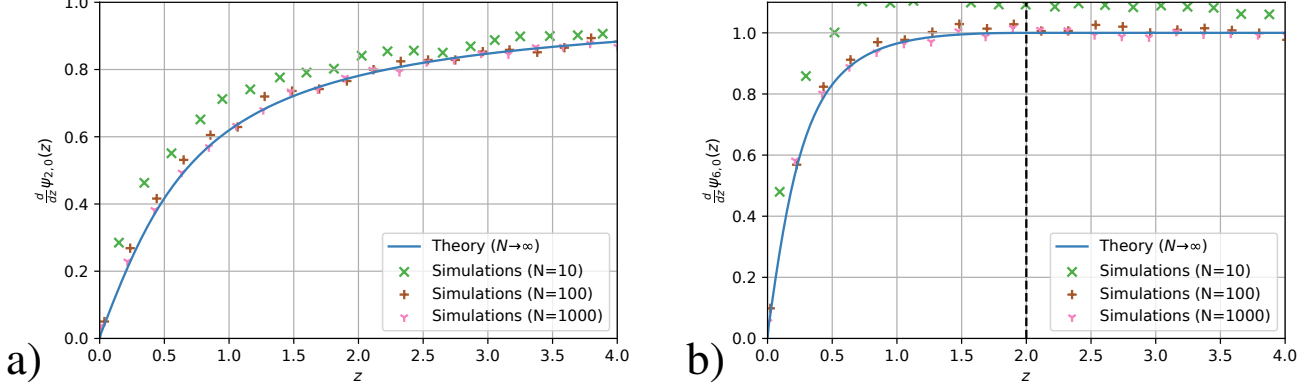 1.0
0.8
0.6
0.4
0.2
0.0
0.0 0.5 1.0 1.5 2.0 2.5 3.0 3.5 4.0
z
d/dz ψ2,0(z)
Theory (N→∞)
Simulations (N=10)
Simulations (N=100)
Simulations (N=1000)
a)
1.0
0.8
0.6
0.4
0.2
0.0
0.0 0.5 1.0 1.5 2.0 2.5 3.0 3.5 4.0
z
d/dz ψ6,0(z)
Theory (N→∞)
Simulations (N=10)
Simulations (N=100)
Simulations (N=1000)
b)